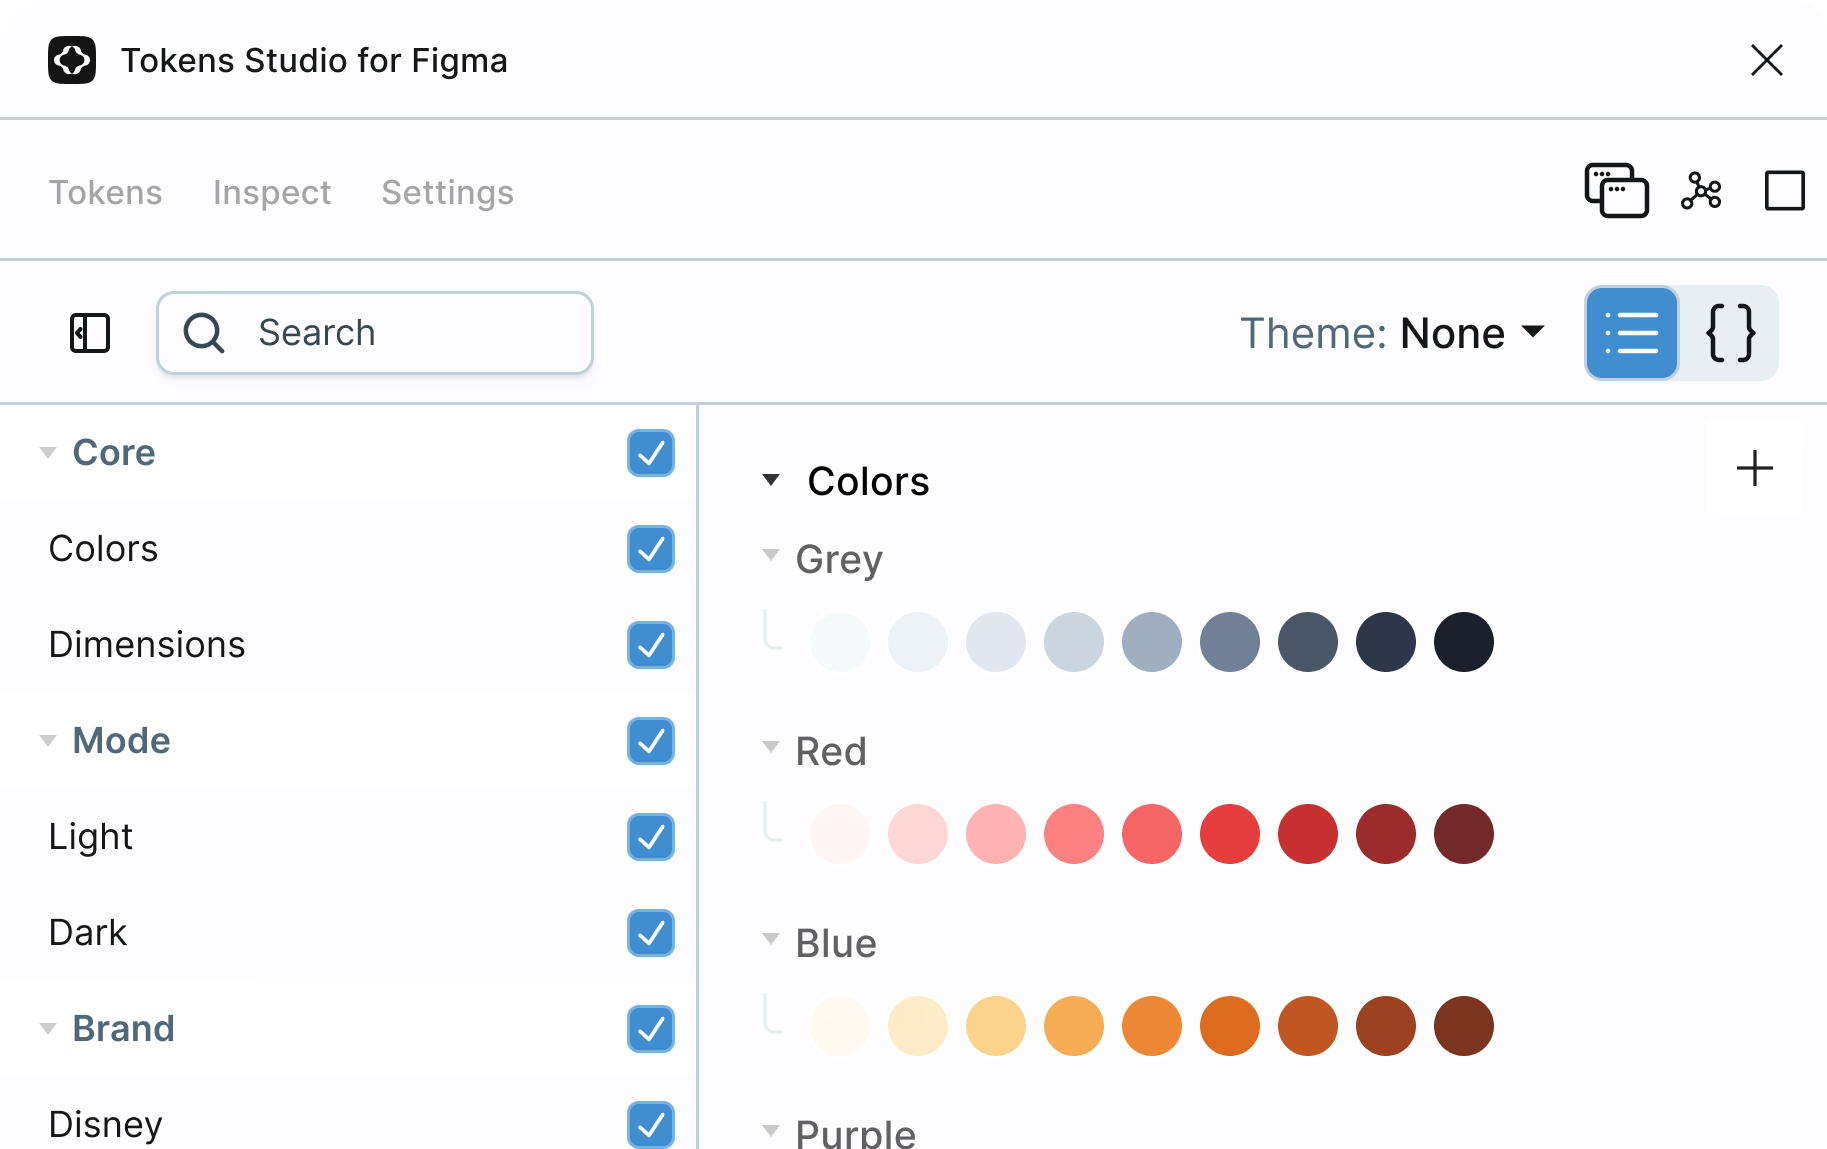 Tokens Studio for Figma
Tokens Inspect Settings
Search
Theme: None
Core
Colors
Dimensions
Mode
Light
Dark
Brand
Disney
Colors
Grey
Red
Blue
Purple